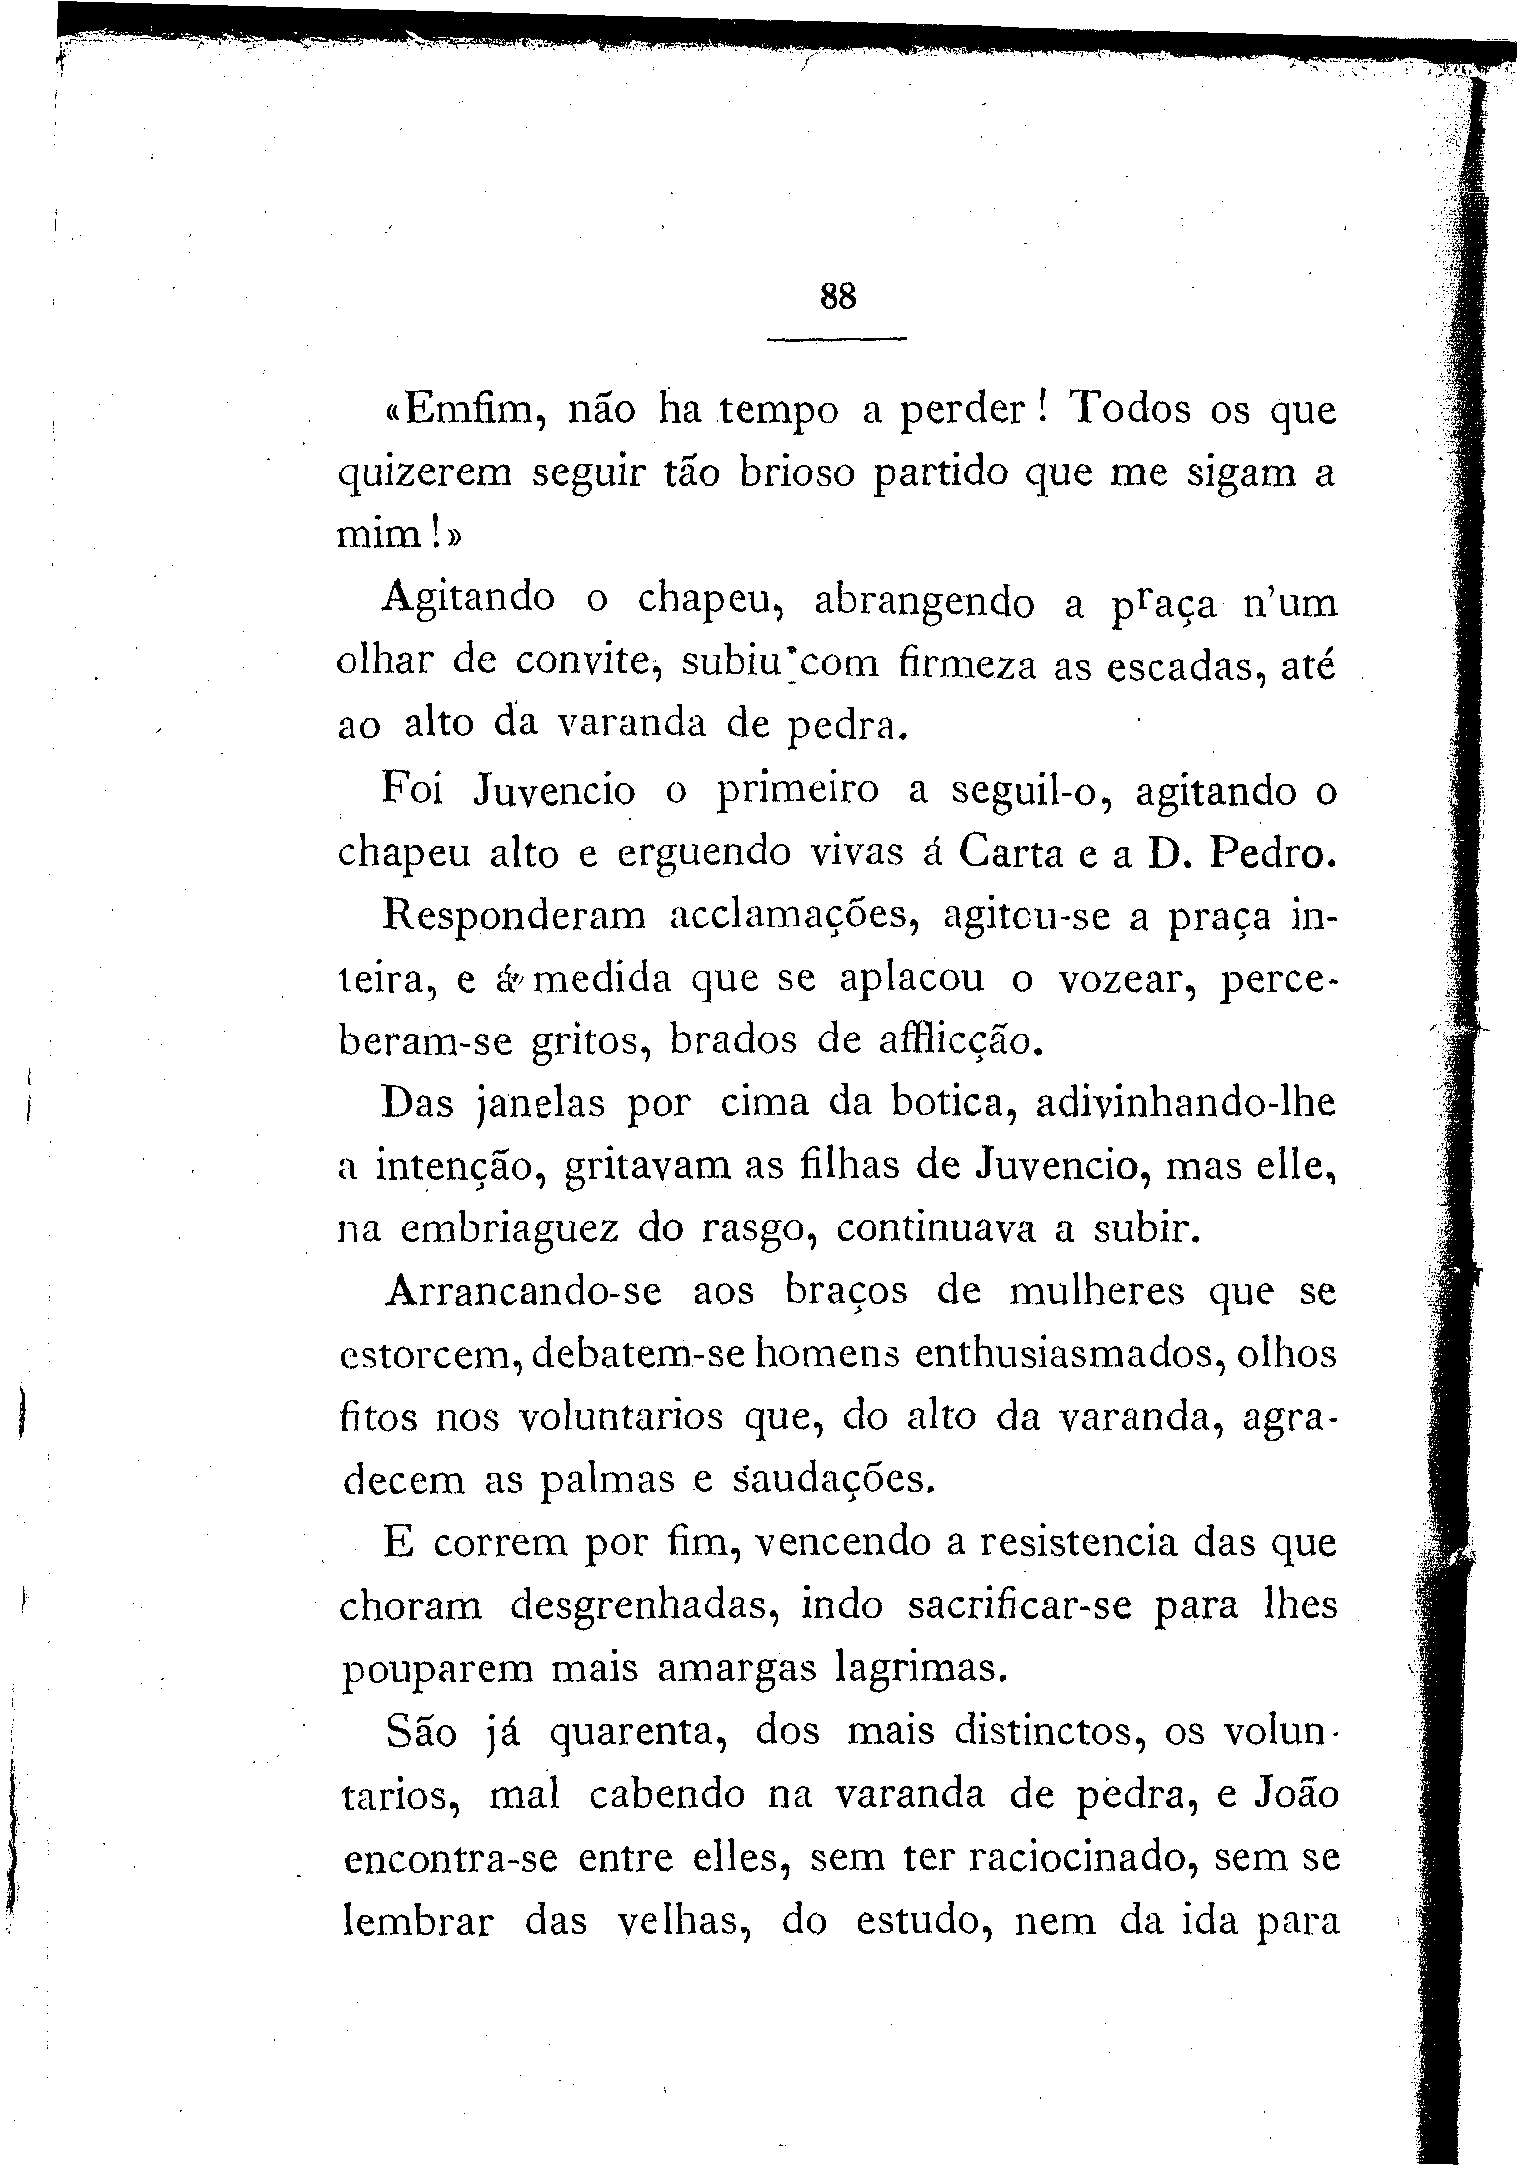 88
«Emfim, não ha tempo a perder! Todos os que
quizerem seguir tão brioso partido que me sigam a
mim!»
Agitando o chapeu, abrangendo a praça n'um
olhar de convite, subiu com firmeza as escadas, até
ao alto da varanda de pedra.
Foi Juvencio o primeiro a seguil-o, agitando o
chapeu alto e erguendo vivas á Carta e a D. Pedro.
Responderam acclamações, agitou-se a praça in-
teira, e á medida que se aplacou o vozear, perce-
beram-se gritos, brados de afflicção.
Das janelas por cima da botica, adivinhando-lhe
a intenção, gritavam as filhas de Juvencio, mas elle,
na embriaguez do rasgo, continuava a subir.
Arrancando-se aos braços de mulheres que se
estorcem, debatem-se homens enthusiasmados, olhos
fitos nos voluntarios que, do alto da varanda, agra-
decem as palmas e saudações.
E correm por fim, vencendo a resistencia das que
choram desgrenhadas, indo sacrificar-se para lhes
pouparem mais amargas lagrimas.
São já quarenta, dos mais distinctos, os volun-
tarios, mal cabendo na varanda de pedra, e João
encontra-se entre elles, sem ter raciocinado, sem se
lembrar das velhas, do estudo, nem da ida para